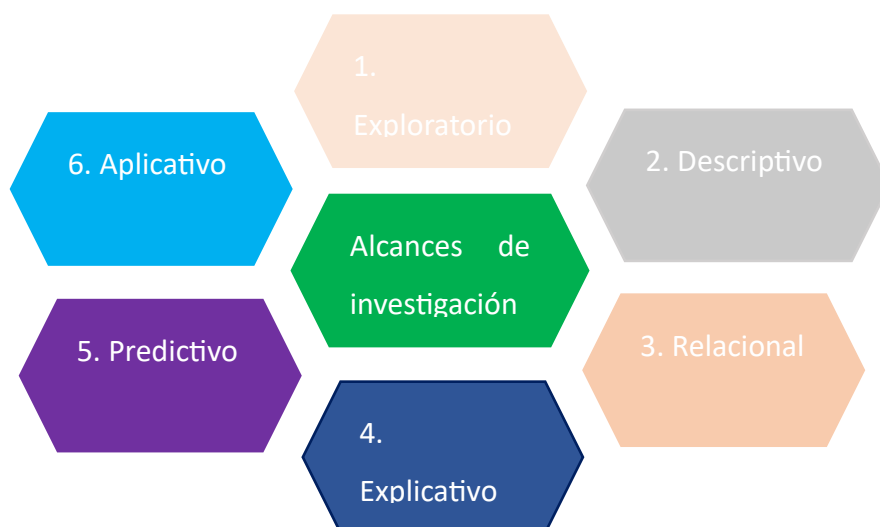 1.
Exploratorio
6. Aplicativo
2. Descriptivo
Alcances de
investigación
5. Predictivo
3. Relacional
4.
Explicativo